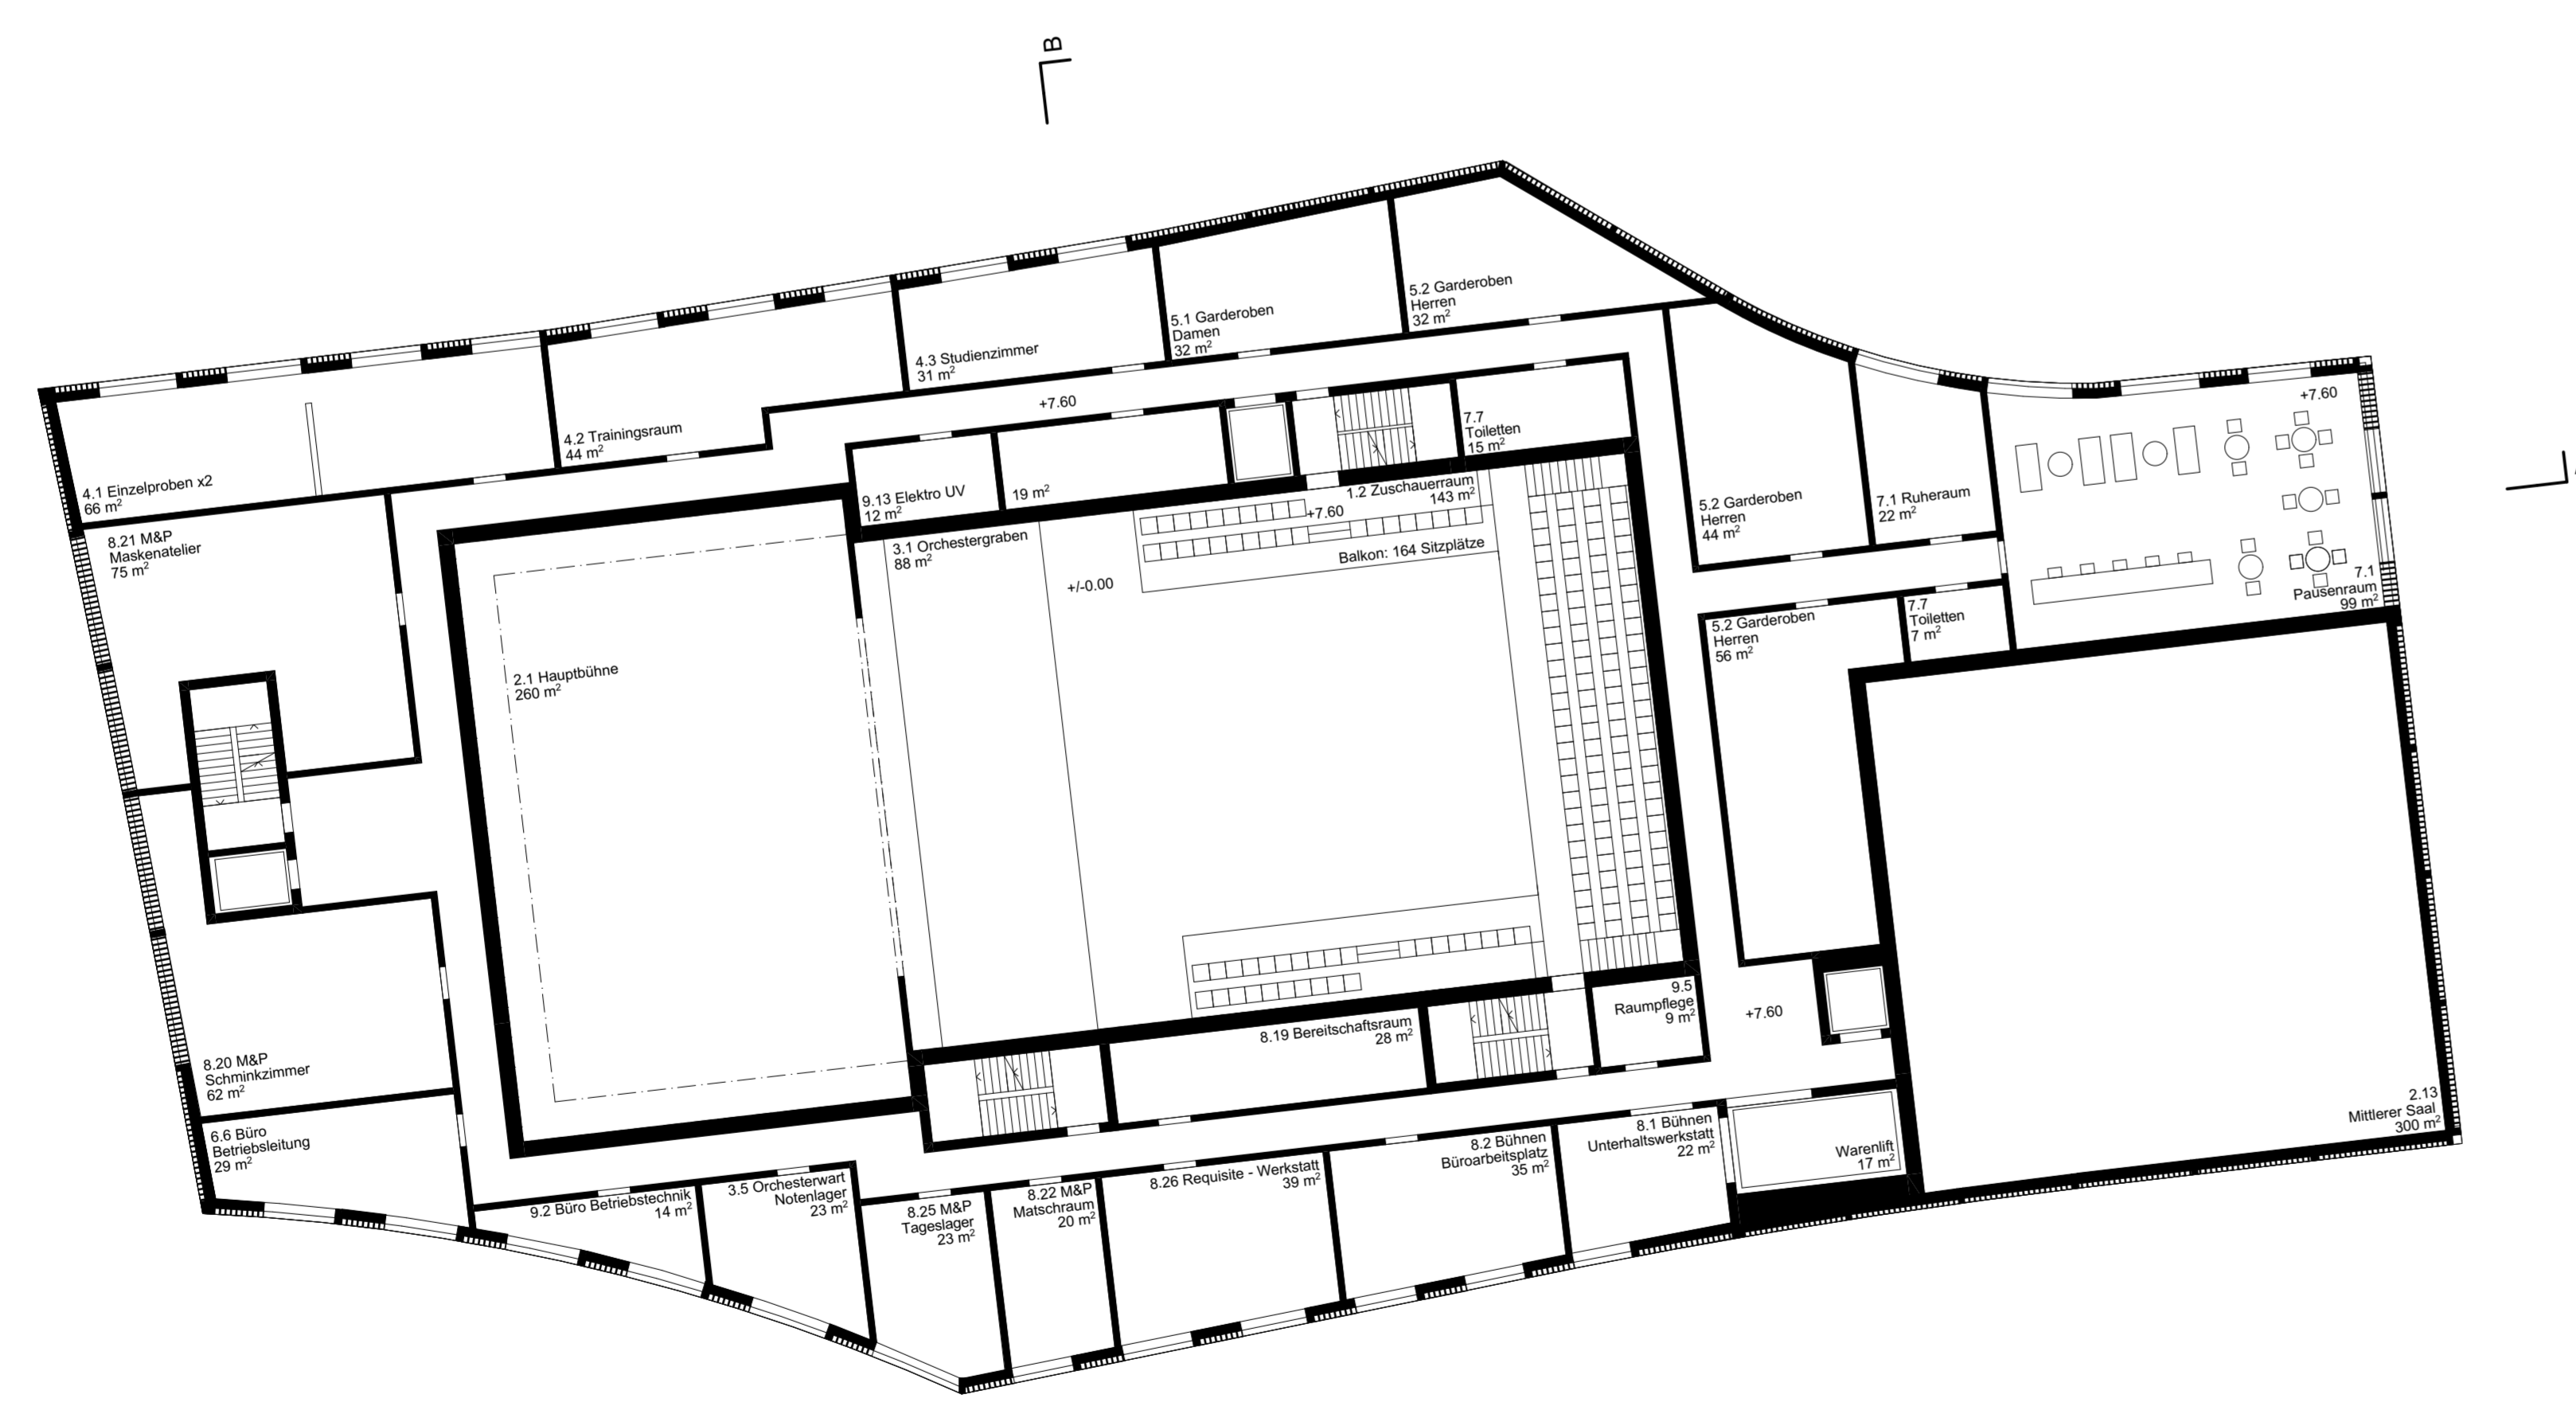 B
5.2 Garderoben
Herren
32 m²
5.1 Garderoben
Damen
32 m²
4.3 Studienzimmer
31 m²
+7.60
+7.60
4.2 Trainingsraum
44 m²
7.7
Toiletten
15 m²
4.1 Einzelproben x2
66 m²
9.13 Elektro UV
12 m²
19 m²
1.2 Zuschauerraum
143 m²
+7.60
5.2 Garderoben
Herren
44 m²
7.1 Ruheraum
22 m²
8.21 M&P
Maskenatelier
75 m²
3.1 Orchestergraben
88 m²
Balkon: 164 Sitzplätze
+/-0.00
7.1
Pausenraum
99 m²
5.2 Garderoben
Herren
56 m²
7.7
Toiletten
7 m²
2.1 Hauptbühne
260 m²
9.5
Raumpflege
9 m²
+7.60
8.19 Bereitschaftsraum
28 m²
8.20 M&P
Schminkzimmer
62 m²
2.13
Mittlerer Saal
300 m²
6.6 Büro
Betriebsleitung
29 m²
8.1 Bühnen
Unterhaltswerkstatt
22 m²
Warenlift
17 m²
8.2 Bühnen
Büroarbeitsplatz
35 m²
8.26 Requisite - Werkstatt
39 m²
3.5 Orchesterwart
Notenlager
23 m²
9.2 Büro Betriebstechnik
14 m²
8.22 M&P
Matschraum
20 m²
8.25 M&P
Tageslager
23 m²